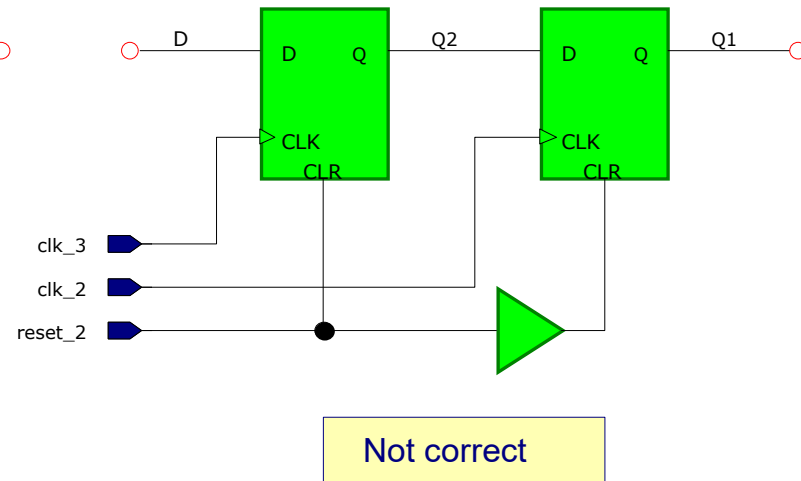 D
Q2
Q1
D Q
D Q
CLK
CLK
CLR
CLR
clk_3
clk_2
reset_2
Not correct